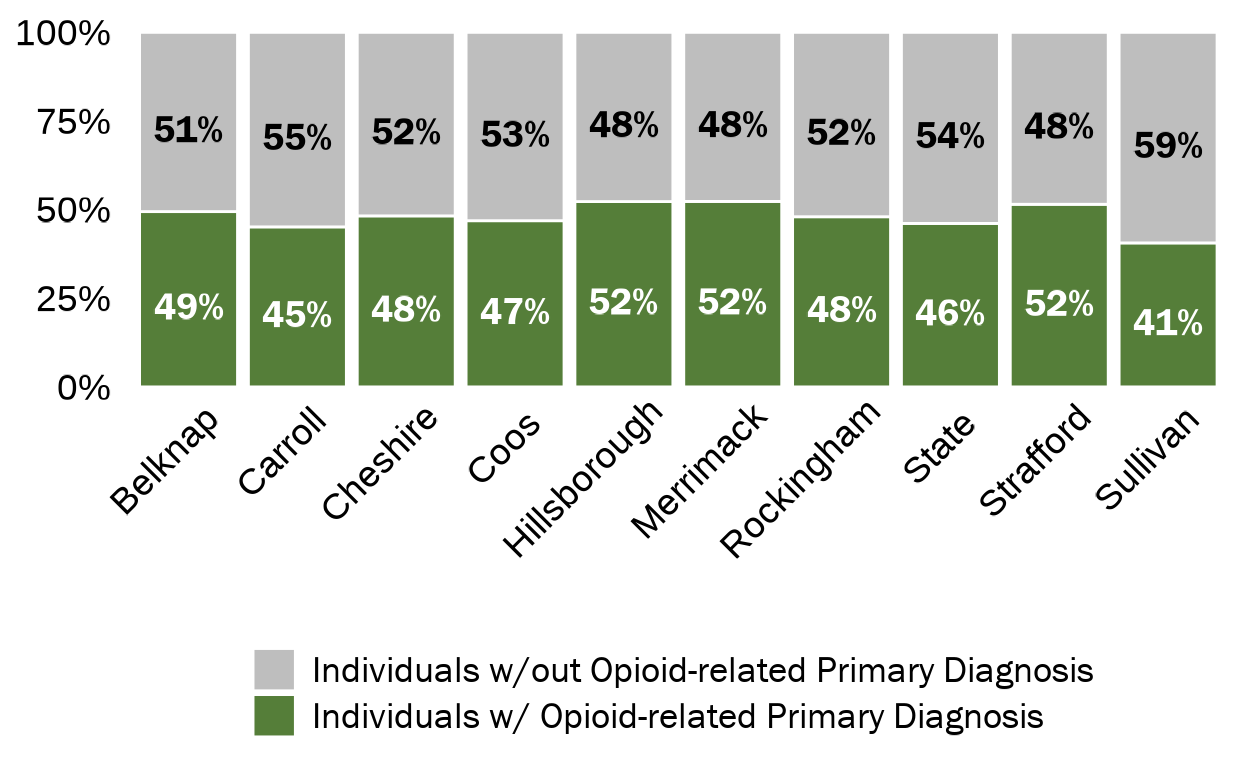 100%
75%
50%
25%
0%
51% 55% 52% 53% 48% 48% 52% 54% 48% 59%
49% 45% 48% 47% 52% 52% 48% 46% 52% 41%
Belknap
Carroll
Cheshire
Coos
Hillsborough
Merrimack
Rockingham
State
Strafford
Sullivan
Individuals w/out Opioid-related Primary Diagnosis
Individuals w/ Opioid-related Primary Diagnosis